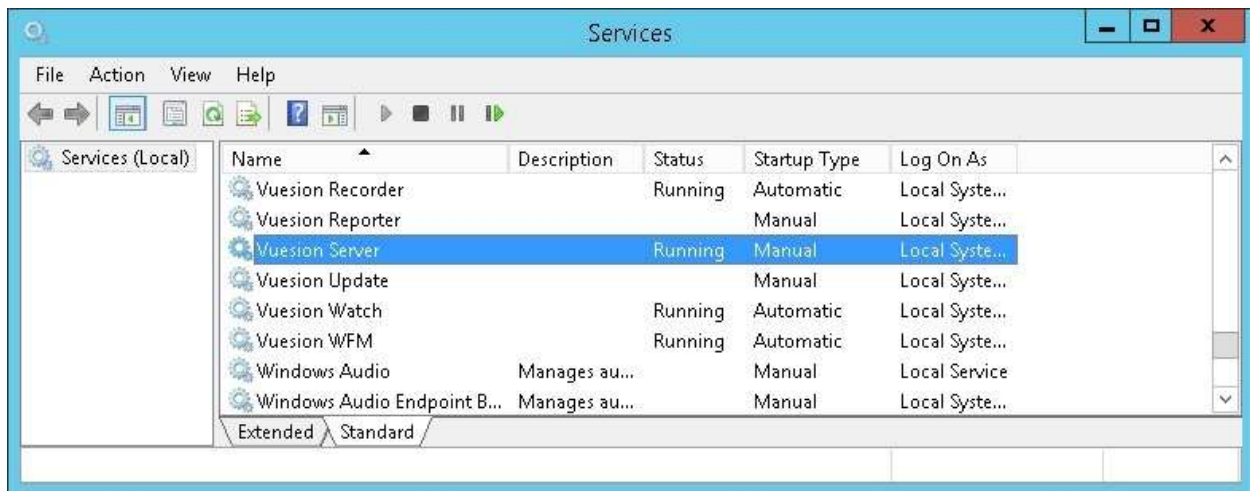 Services
File Action View Help
Services (Local)
Name Description Status Startup Type Log On As
Vuesion Recorder Running Automatic Local Syste...
Vuesion Reporter Manual Local Syste...
Vuesion Server Running Manual Local Syste...
Vuesion Update Manual Local Syste...
Vuesion Watch Running Automatic Local Syste...
Vuesion WFM Running Automatic Local Syste...
Windows Audio Manages au... Manual Local Service
Windows Audio Endpoint B... Manages au... Manual Local Syste...
Extended Standard